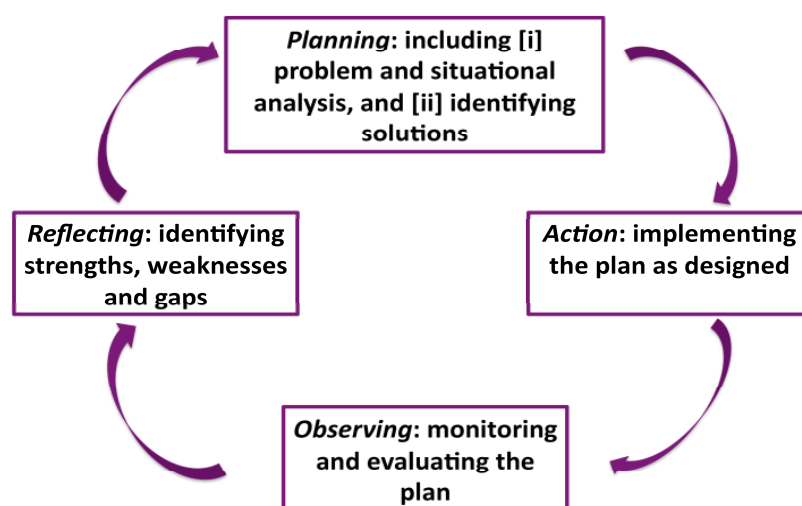 Planning: including [i]
problem and situational
analysis, and [ii] identifying
solutions
Reflecting: identifying
strengths, weaknesses
and gaps
Action: implementing
the plan as designed
Observing: monitoring
and evaluating the
plan